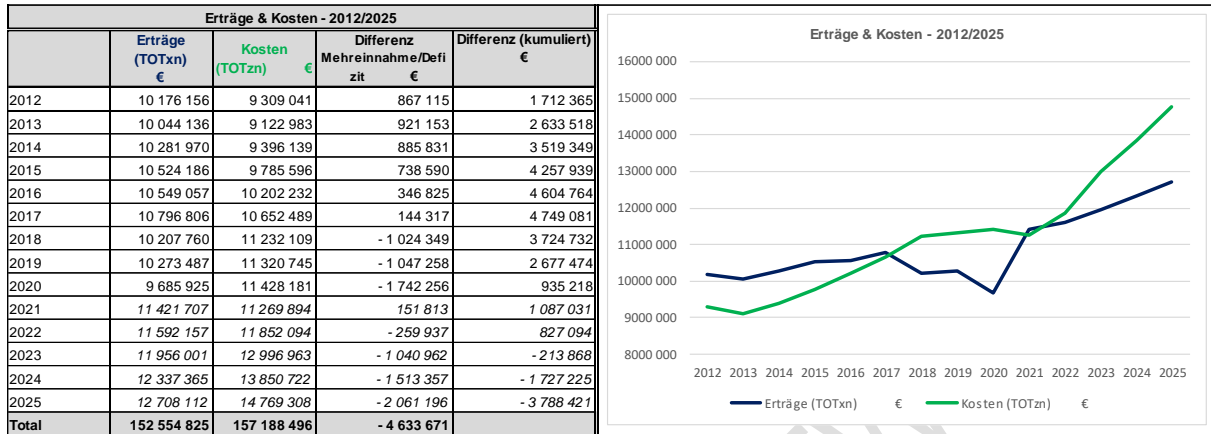 Erträge & Kosten - 2012/2025
Erträge (TOTxn) € Kosten (TOTzn) € Differenz Mehreinnahme/Defizit € Differenz (kumuliert) €
2012 10 176 156 9 309 041 867 115 1 712 365
2013 10 044 136 9 122 983 921 153 2 633 518
2014 10 281 970 9 396 139 885 831 3 519 349
2015 10 524 186 9 785 596 738 590 4 257 939
2016 10 549 057 10 202 232 346 825 4 604 764
2017 10 796 806 10 652 489 144 317 4 749 081
2018 10 207 760 11 232 109 - 1 024 349 3 724 732
2019 10 273 487 11 320 745 - 1 047 258 2 677 474
2020 9 685 925 11 428 181 - 1 742 256 935 218
2021 11 421 707 11 269 894 151 813 1 087 031
2022 11 592 157 11 852 094 - 259 937 827 094
2023 11 956 001 12 996 963 - 1 040 962 - 213 868
2024 12 337 365 13 850 722 - 1 513 357 - 1 727 225
2025 12 708 112 14 769 308 - 2 061 196 - 3 788 421
Total 152 554 825 157 188 496 - 4 633 671
Erträge & Kosten - 2012/2025
16000 000
15000 000
14000 000
13000 000
12000 000
11000 000
10000 000
9000 000
8000 000
2012 2013 2014 2015 2016 2017 2018 2019 2020 2021 2022 2023 2024 2025
Erträge (TOTxn) € Kosten (TOTzn) €